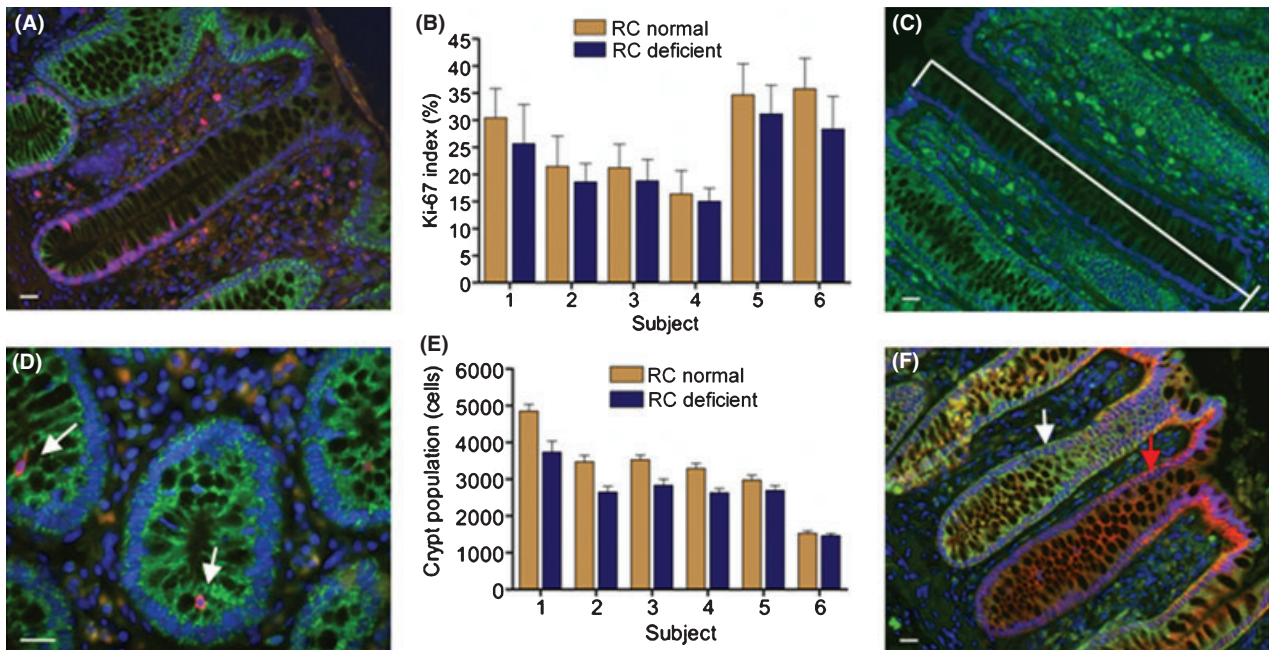 (A)
(B)
RC normal
RC deficient
45
40
35
30
25
20
15
10
5
0
Ki-67 index (%)
1 2 3 4 5 6
Subject
(C)
(D)
(E)
RC normal
RC deficient
6000
5000
4000
3000
2000
1000
0
Crypt population (cells)
1 2 3 4 5 6
Subject
(F)